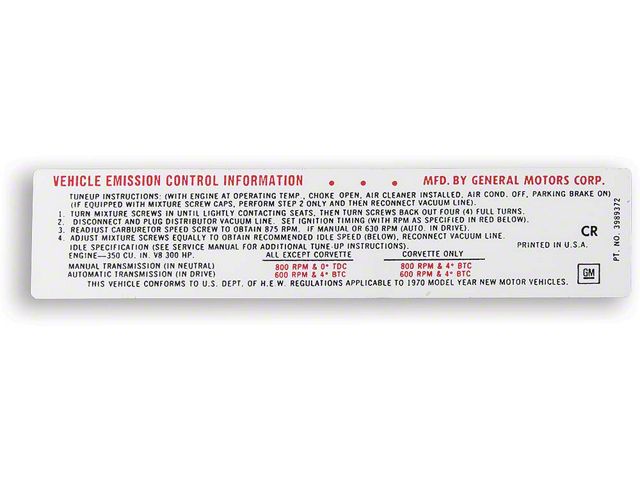 VEHICLE EMISSION CONTROL INFORMATION • • • MFD. BY GENERAL MOTORS CORP.
TUNEUP INSTRUCTIONS: (WITH ENGINE AT OPERATING TEMP., CHOKE OPEN, AIR CLEANER INSTALLED, AIR COND. OFF, PARKING BRAKE ON)
(IF EQUIPPED WITH MIXTURE SCREW CAPS, PERFORM STEP 2 ONLY AND THEN RECONNECT VACUUM LINE).
1. TURN MIXTURE SCREWS IN UNTIL LIGHTLY CONTACTING SEATS, THEN TURN SCREWS BACK OUT FOUR (4) FULL TURNS.
2. DISCONNECT AND PLUG DISTRIBUTOR VACUUM LINE. SET IGNITION TIMING (WITH RPM AS SPECIFIED IN RED BELOW).
3. READJUST CARBURETOR SPEED SCREW TO OBTAIN 875 RPM. IF MANUAL OR 630 RPM (AUTO. IN DRIVE).
4. ADJUST MIXTURE SCREWS EQUALLY TO OBTAIN RECOMMENDED IDLE SPEED (BELOW), RECONNECT VACUUM LINE.
IDLE SPECIFICATION (SEE SERVICE MANUAL FOR ADDITIONAL TUNE-UP INSTRUCTIONS).
ENGINE—350 CU. IN. V8 300 HP. ALL EXCEPT CORVETTE CORVETTE ONLY
MANUAL TRANSMISSION (IN NEUTRAL) 800 RPM & 0° TDC 800 RPM & 4° BTC
AUTOMATIC TRANSMISSION (IN DRIVE) 600 RPM & 4° BTC 600 RPM & 4° BTC
THIS VEHICLE CONFORMS TO U.S. DEPT. OF H.E.W. REGULATIONS APPLICABLE TO 1970 MODEL YEAR NEW MOTOR VEHICLES.
CR
PRINTED IN U.S.A.
GM
PT. NO. 3989372